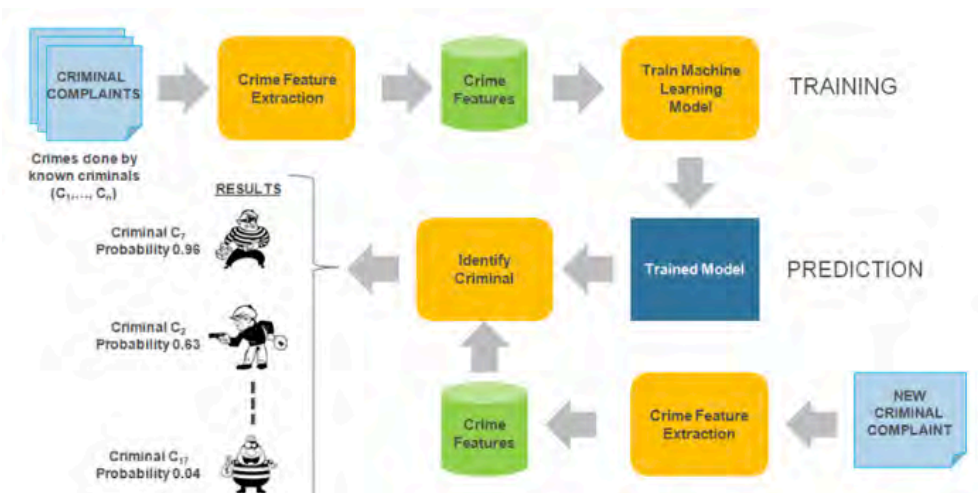 CRIMINAL
COMPLAINTS
Crime Feature
Extraction
Crime
Features
Train Machine
Learning
Model
TRAINING
Crimes done by
known criminals
(C₁,..., Cₙ)
RESULTS
Criminal C₇
Probability 0.96
Identify
Criminal
Trained Model
PREDICTION
Criminal C₂
Probability 0.63
Crime
Features
Crime Feature
Extraction
NEW
CRIMINAL
COMPLAINT
Criminal C₁₇
Probability 0.04